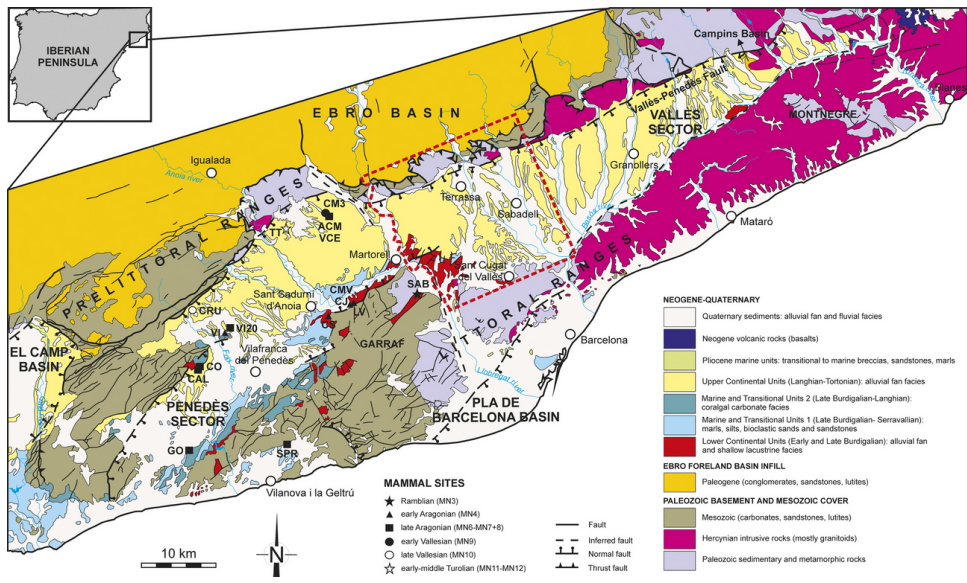 IBERIAN
PENINSULA
Campins Basin
EBRO BASIN
Vallès-Penedès Fault
VALLÈS
SECTOR
MONTNEGRE
Blanes
Igualada
Anoia river
Granollers
Terrassa
Sabadell
Mataró
PRELITTORAL RANGES
CM3
ACM
VCE
TT
Martorell
Sant Cugat
del Vallès
LITTORAL RANGES
Sant Sadurní
d'Anoia
CMV
CJ
LV
SAB
CRU
VI
VI20
Barcelona
EL CAMP
BASIN
Vilafranca
del Penedès
GARRAF
Llobregat river
CO
CAL
PLA DE
BARCELONA BASIN
PENEDÈS
SECTOR
GO
SPR
Vilanova i la Geltrú
10 km
N
MAMMAL SITES
Ramblian (MN3)
early Aragonian (MN4)
late Aragonian (MN6-MN7+8)
early Vallesian (MN9)
late Vallesian (MN10)
early-middle Turolian (MN11-MN12)
Fault
Inferred fault
Normal fault
Thrust fault
NEOGENE-QUATERNARY
Quaternary sediments: alluvial fan and fluvial facies
Neogene volcanic rocks (basalts)
Pliocene marine units: transitional to marine breccias, sandstones, marls
Upper Continental Units (Langhian-Tortonian): alluvial fan facies
Marine and Transitional Units 2 (Late Burdigalian-Langhian):
coralgal carbonate facies
Marine and Transitional Units 1 (Late Burdigalian- Serravallian):
marls, silts, bioclastic sands and sandstones
Lower Continental Units (Early and Late Burdigalian): alluvial fan
and shallow lacustrine facies
EBRO FORELAND BASIN INFILL
Paleogene (conglomerates, sandstones, lutites)
PALEOZOIC BASEMENT AND MESOZOIC COVER
Mesozoic (carbonates, sandstones, lutites)
Hercynian intrusive rocks (mostly granitoids)
Paleozoic sedimentary and metamorphic rocks